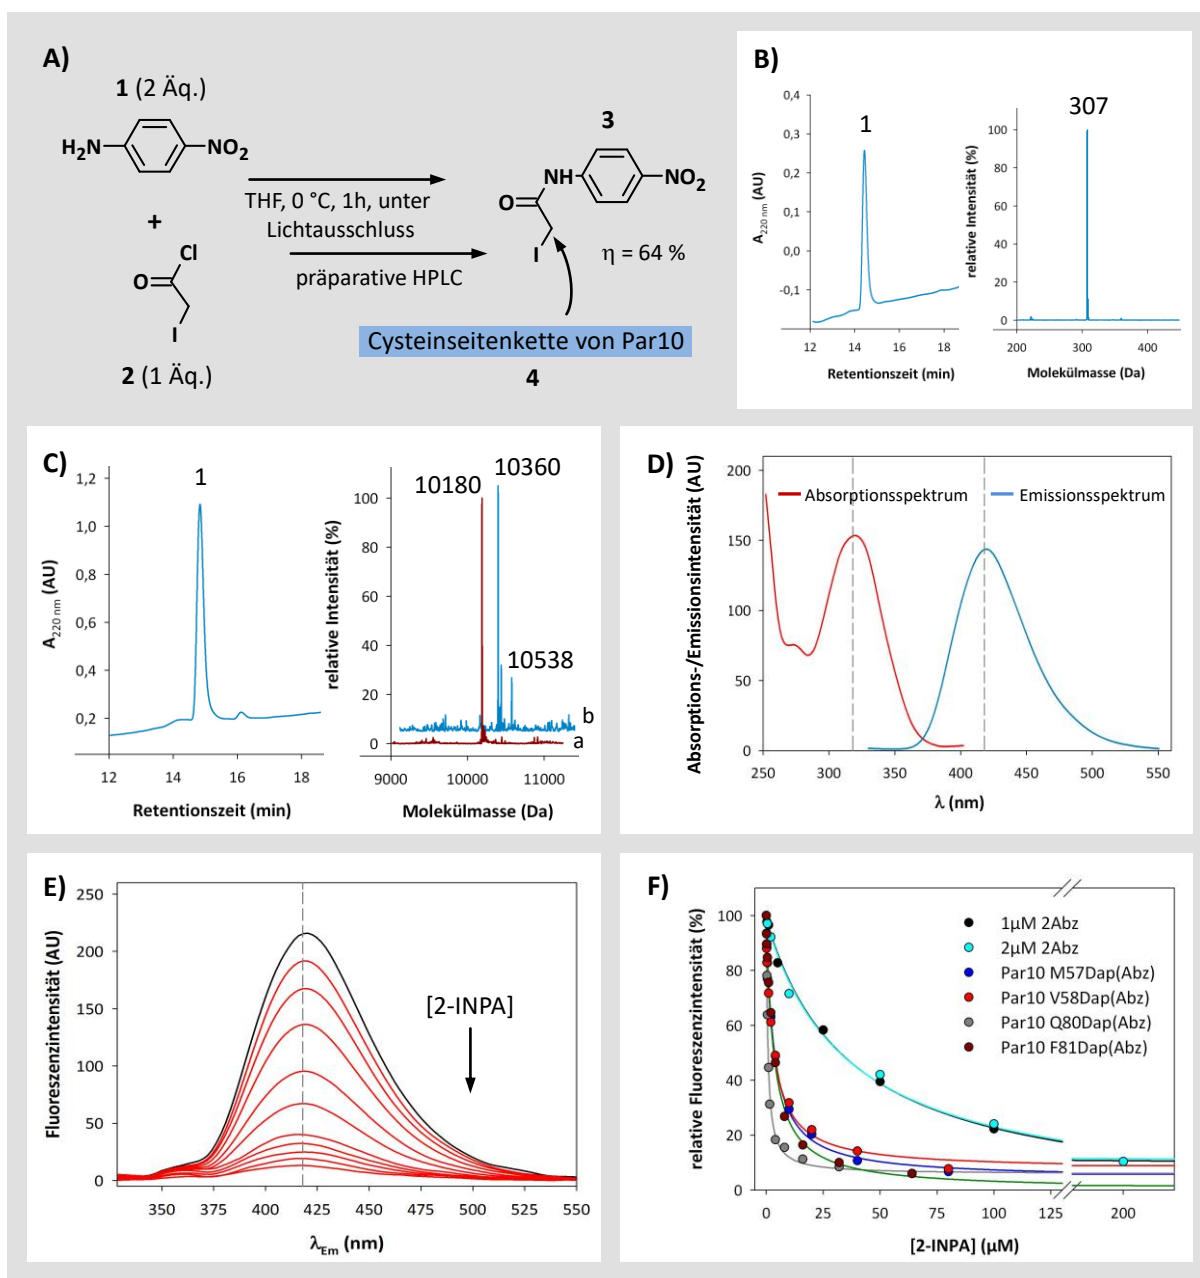 A)
1 (2 Äq.)
H₂N
NO₂
+
Cl
O
I
2 (1 Äq.)
THF, 0 °C, 1h, unter
Lichtausschluss
präparative HPLC
3
NH
NO₂
O
I
η = 64 %
Cysteinseitenkette von Par10
4
B)
1
0,4
0,3
0,2
0,1
0,0
-0,1
A220 nm (AU)
12 14 16 18
Retentionszeit (min)
307
100
80
60
40
20
0
relative Intensität (%)
200 300 400
Molekülmasse (Da)
C)
1
1,2
1,0
0,8
0,6
0,4
0,2
A220 nm (AU)
12 14 16 18
Retentionszeit (min)
10180
10360
10538
b
a
100
80
60
40
20
0
relative Intensität (%)
9000 10000 11000
Molekülmasse (Da)
D)
200
150
100
50
0
Absorptions-/Emissionsintensität (AU)
Absorptionsspektrum
Emissionsspektrum
250 300 350 400 450 500 550
λ (nm)
E)
250
200
150
100
50
0
Fluoreszenzintensität (AU)
[2-INPA]
350 375 400 425 450 475 500 525 550
λEm (nm)
F)
100
80
60
40
20
0
relative Fluoreszenzintensität (%)
1µM 2Abz
2µM 2Abz
Par10 M57Dap(Abz)
Par10 V58Dap(Abz)
Par10 Q80Dap(Abz)
Par10 F81Dap(Abz)
0 25 50 75 100 125 200
[2-INPA] (µM)